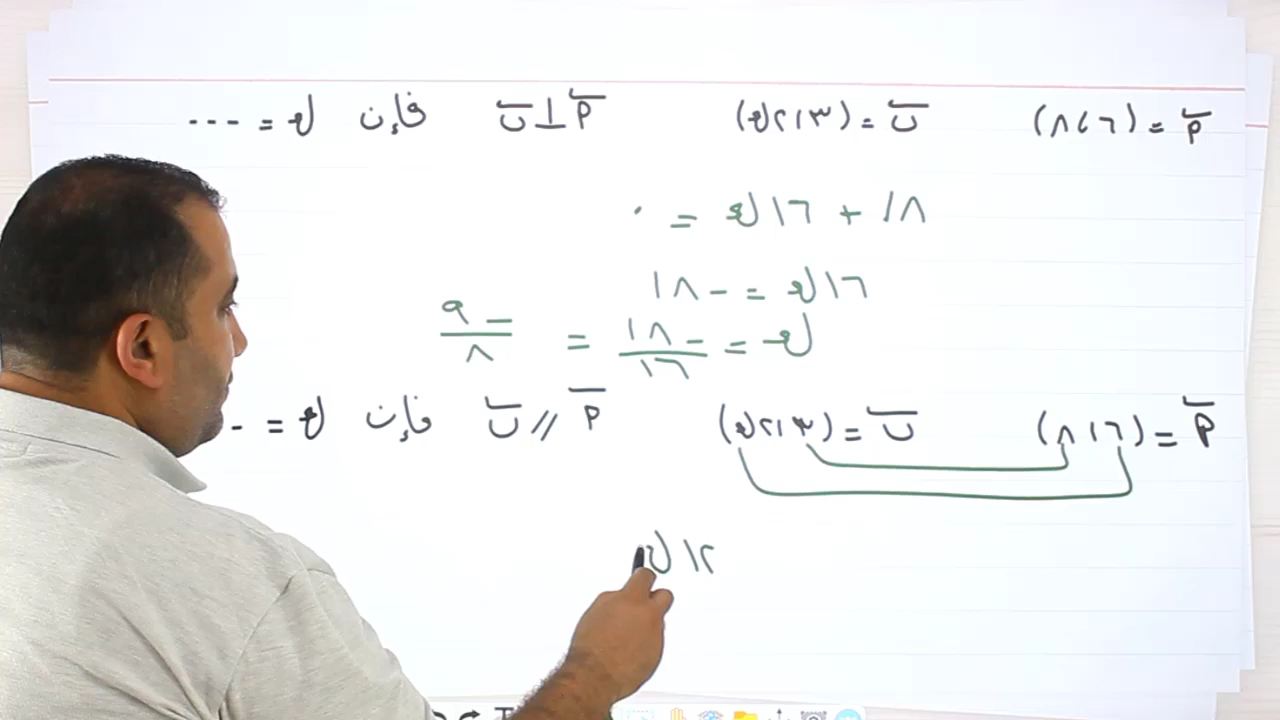 أ = (٦ ، ٨) ب = (٣ ، ٢ك) أ ⊥ ب فإن ك = ...
١٨ + ١٦ك = ٠
١٦ك = -١٨
ك = -١٨/١٦ = -٩/٨
أ = (٦ ، ٨) ب = (٣ ، ٢ك) أ // ب فإن ك = ..
١٢ك